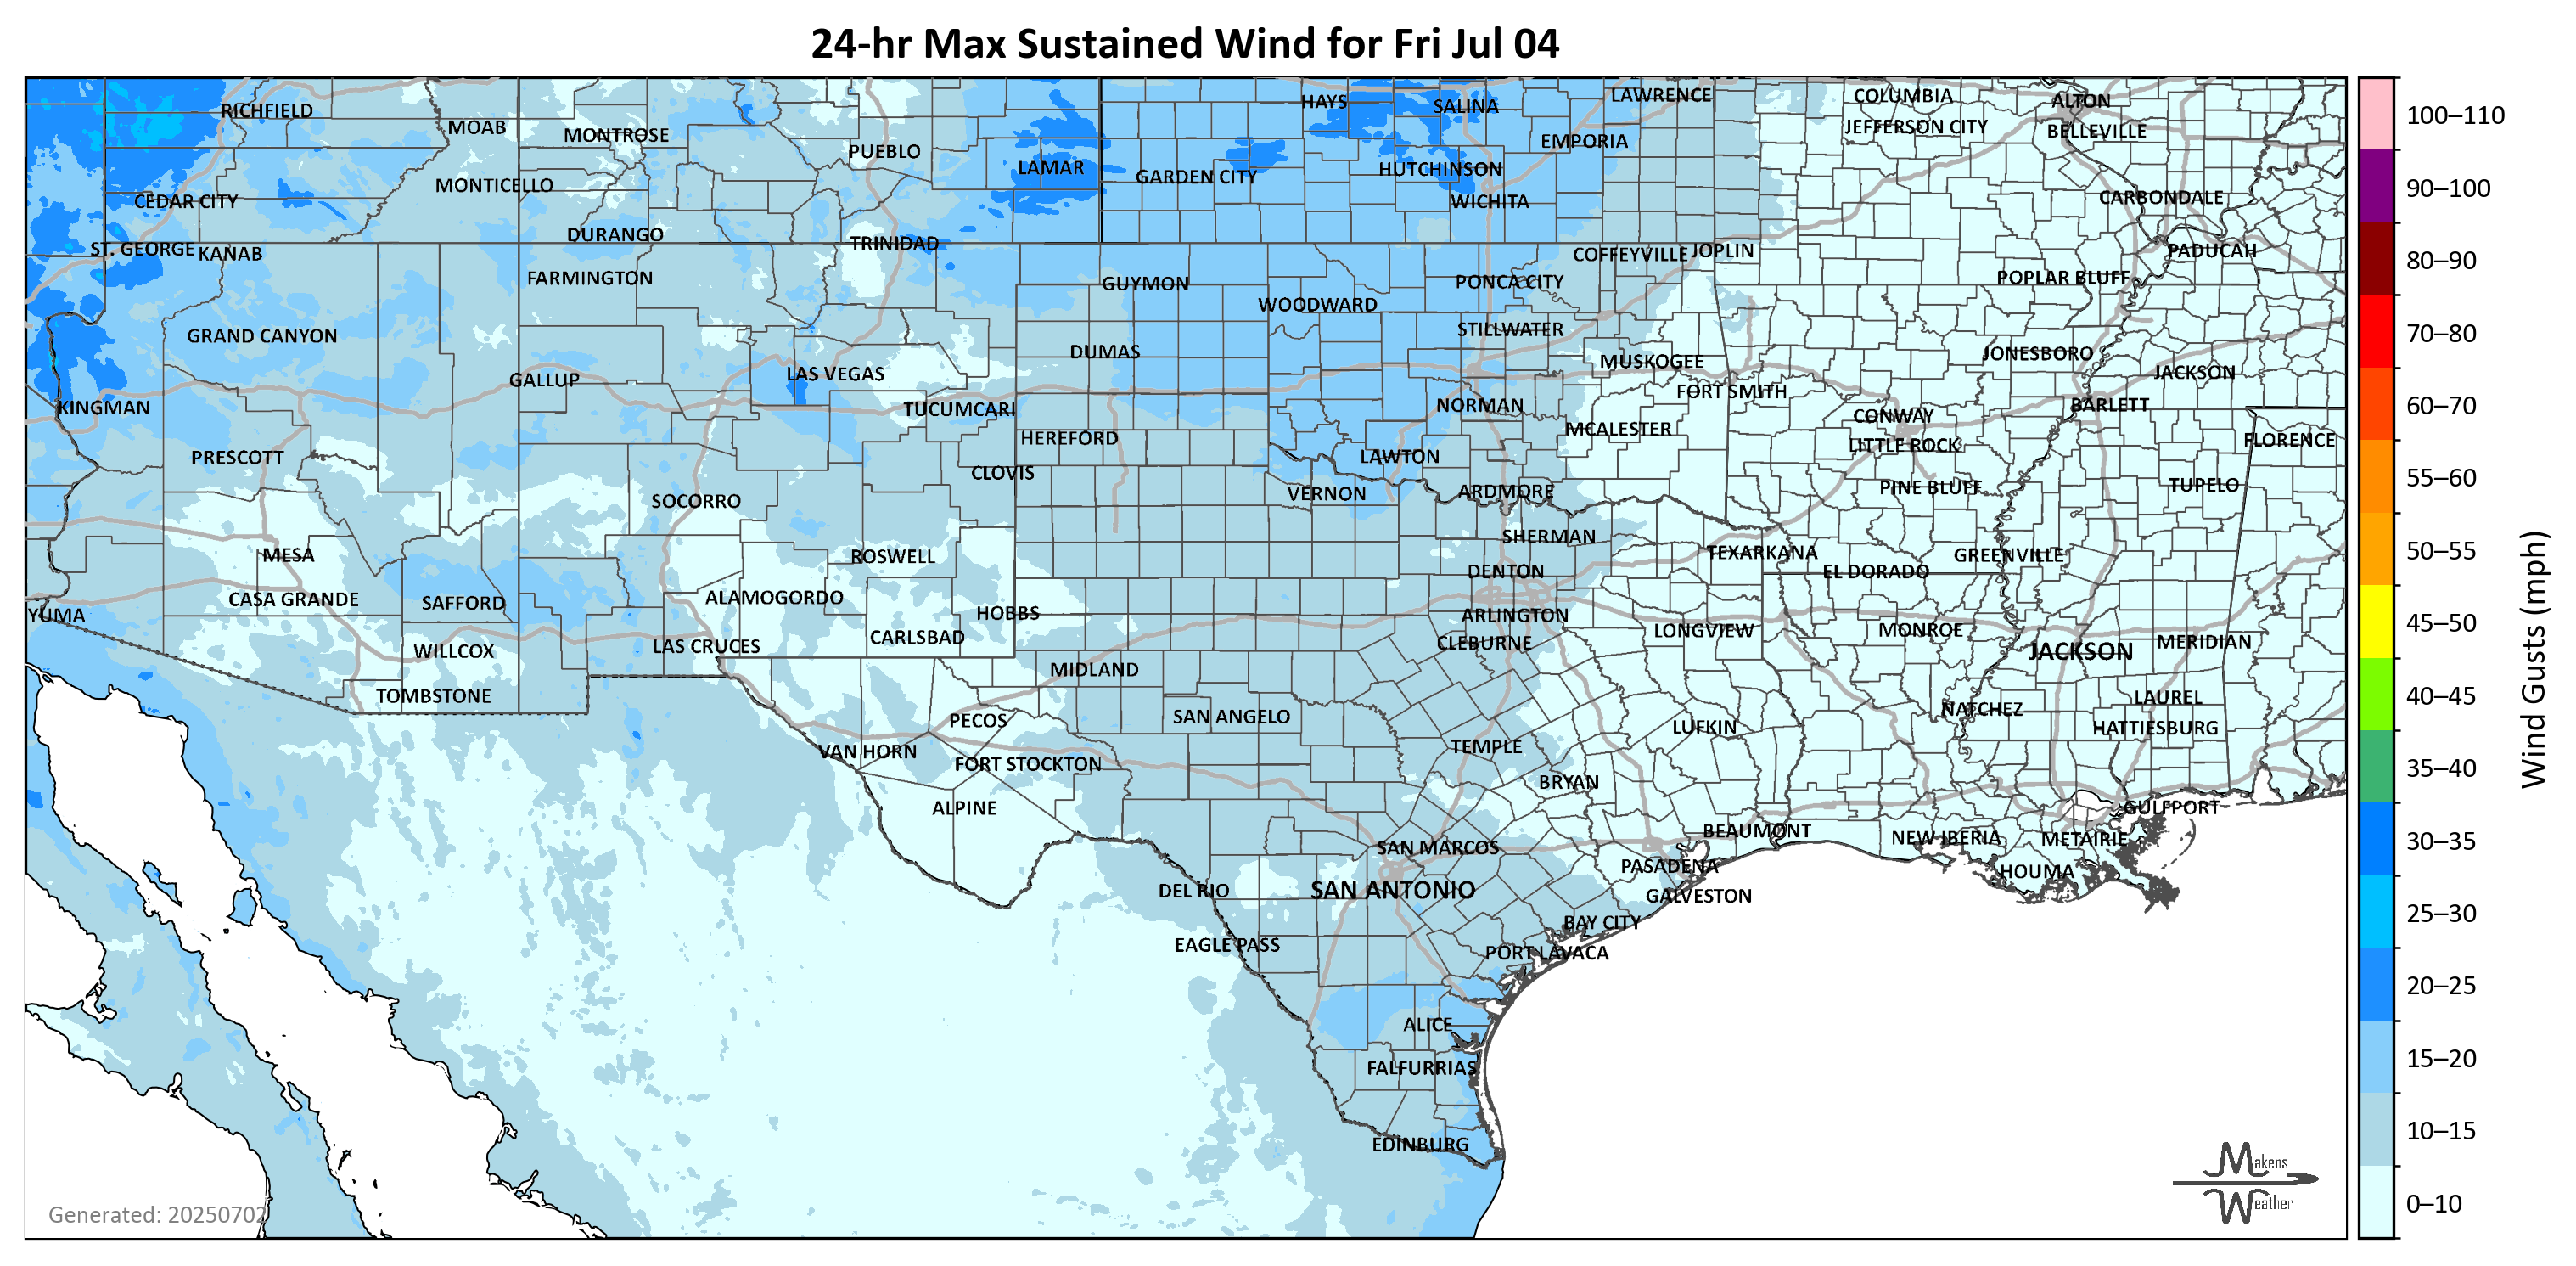 24-hr Max Sustained Wind for Fri Jul 04
RICHFIELD
MOAB
MONTROSE
PUEBLO
LAMAR
HAYS
SALINA
LAWRENCE
COLUMBIA
ALTON
JEFFERSON CITY
BELLEVILLE
EMPORIA
GARDEN CITY
HUTCHINSON
MONTICELLO
CEDAR CITY
WICHITA
CARBONDALE
DURANGO
TRINIDAD
ST. GEORGE
KANAB
COFFEYVILLE
JOPLIN
PADUCAH
FARMINGTON
GUYMON
PONCA CITY
POPLAR BLUFF
WOODWARD
GRAND CANYON
STILLWATER
DUMAS
MUSKOGEE
JONESBORO
GALLUP
LAS VEGAS
JACKSON
FORT SMITH
KINGMAN
TUCUMCARI
NORMAN
CONWAY
BARLETT
HEREFORD
MCALESTER
LITTLE ROCK
FLORENCE
PRESCOTT
CLOVIS
LAWTON
SOCORRO
VERNON
ARDMORE
PINE BLUFF
TUPELO
SHERMAN
MESA
ROSWELL
TEXARKANA
GREENVILLE
DENTON
EL DORADO
CASA GRANDE
SAFFORD
ALAMOGORDO
HOBBS
YUMA
ARLINGTON
LONGVIEW
MONROE
LAS CRUCES
CARLSBAD
CLEBURNE
WILLCOX
JACKSON
MERIDIAN
MIDLAND
TOMBSTONE
LAUREL
PECOS
SAN ANGELO
NATCHEZ
LUFKIN
HATTIESBURG
VAN HORN
TEMPLE
FORT STOCKTON
BRYAN
ALPINE
GULFPORT
BEAUMONT
NEW IBERIA
METAIRIE
SAN MARCOS
PASADENA
HOUMA
DEL RIO
SAN ANTONIO
GALVESTON
BAY CITY
EAGLE PASS
PORT LAVACA
ALICE
FALFURRIAS
EDINBURG
Generated: 20250702
Makens
Weather
100–110
90–100
80–90
70–80
60–70
55–60
50–55
45–50
40–45
35–40
30–35
25–30
20–25
15–20
10–15
0–10
Wind Gusts (mph)